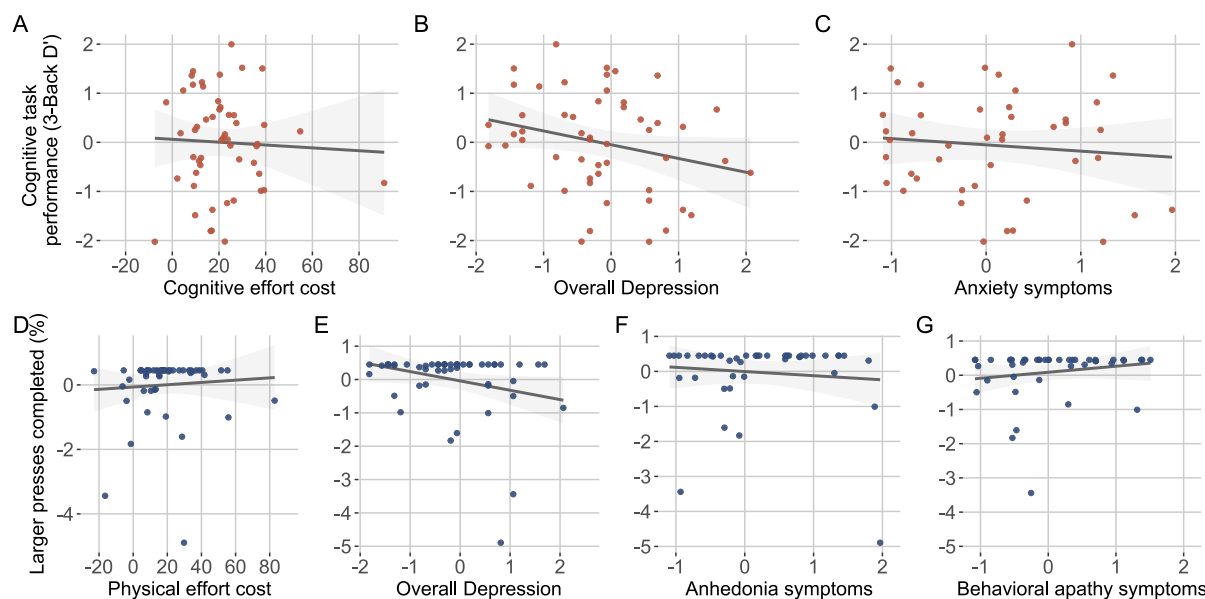 A
B
C
Cognitive task
performance (3-Back D')
2
1
0
-1
-2
-20 0 20 40 60 80
Cognitive effort cost
2
1
0
-1
-2
-2 -1 0 1 2
Overall Depression
2
1
0
-1
-2
-1 0 1 2
Anxiety symptoms
D
E
F
G
Larger presses completed (%)
0
-2
-4
-20 0 20 40 60 80
Physical effort cost
1
0
-1
-2
-3
-4
-5
-2 -1 0 1 2
Overall Depression
1
0
-1
-2
-3
-4
-5
-1 0 1 2
Anhedonia symptoms
1
0
-1
-2
-3
-4
-5
-1 0 1 2
Behavioral apathy symptoms